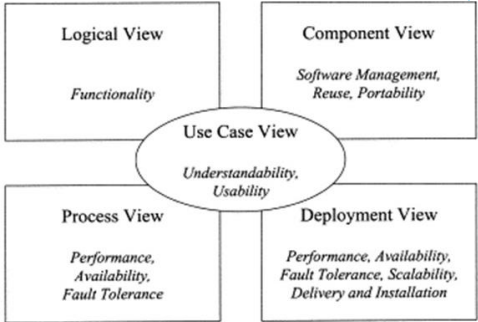 Logical View
Functionality
Component View
Software Management,
Reuse, Portability
Use Case View
Understandability,
Usability
Process View
Performance,
Availability,
Fault Tolerance
Deployment View
Performance, Availability,
Fault Tolerance, Scalability,
Delivery and Installation